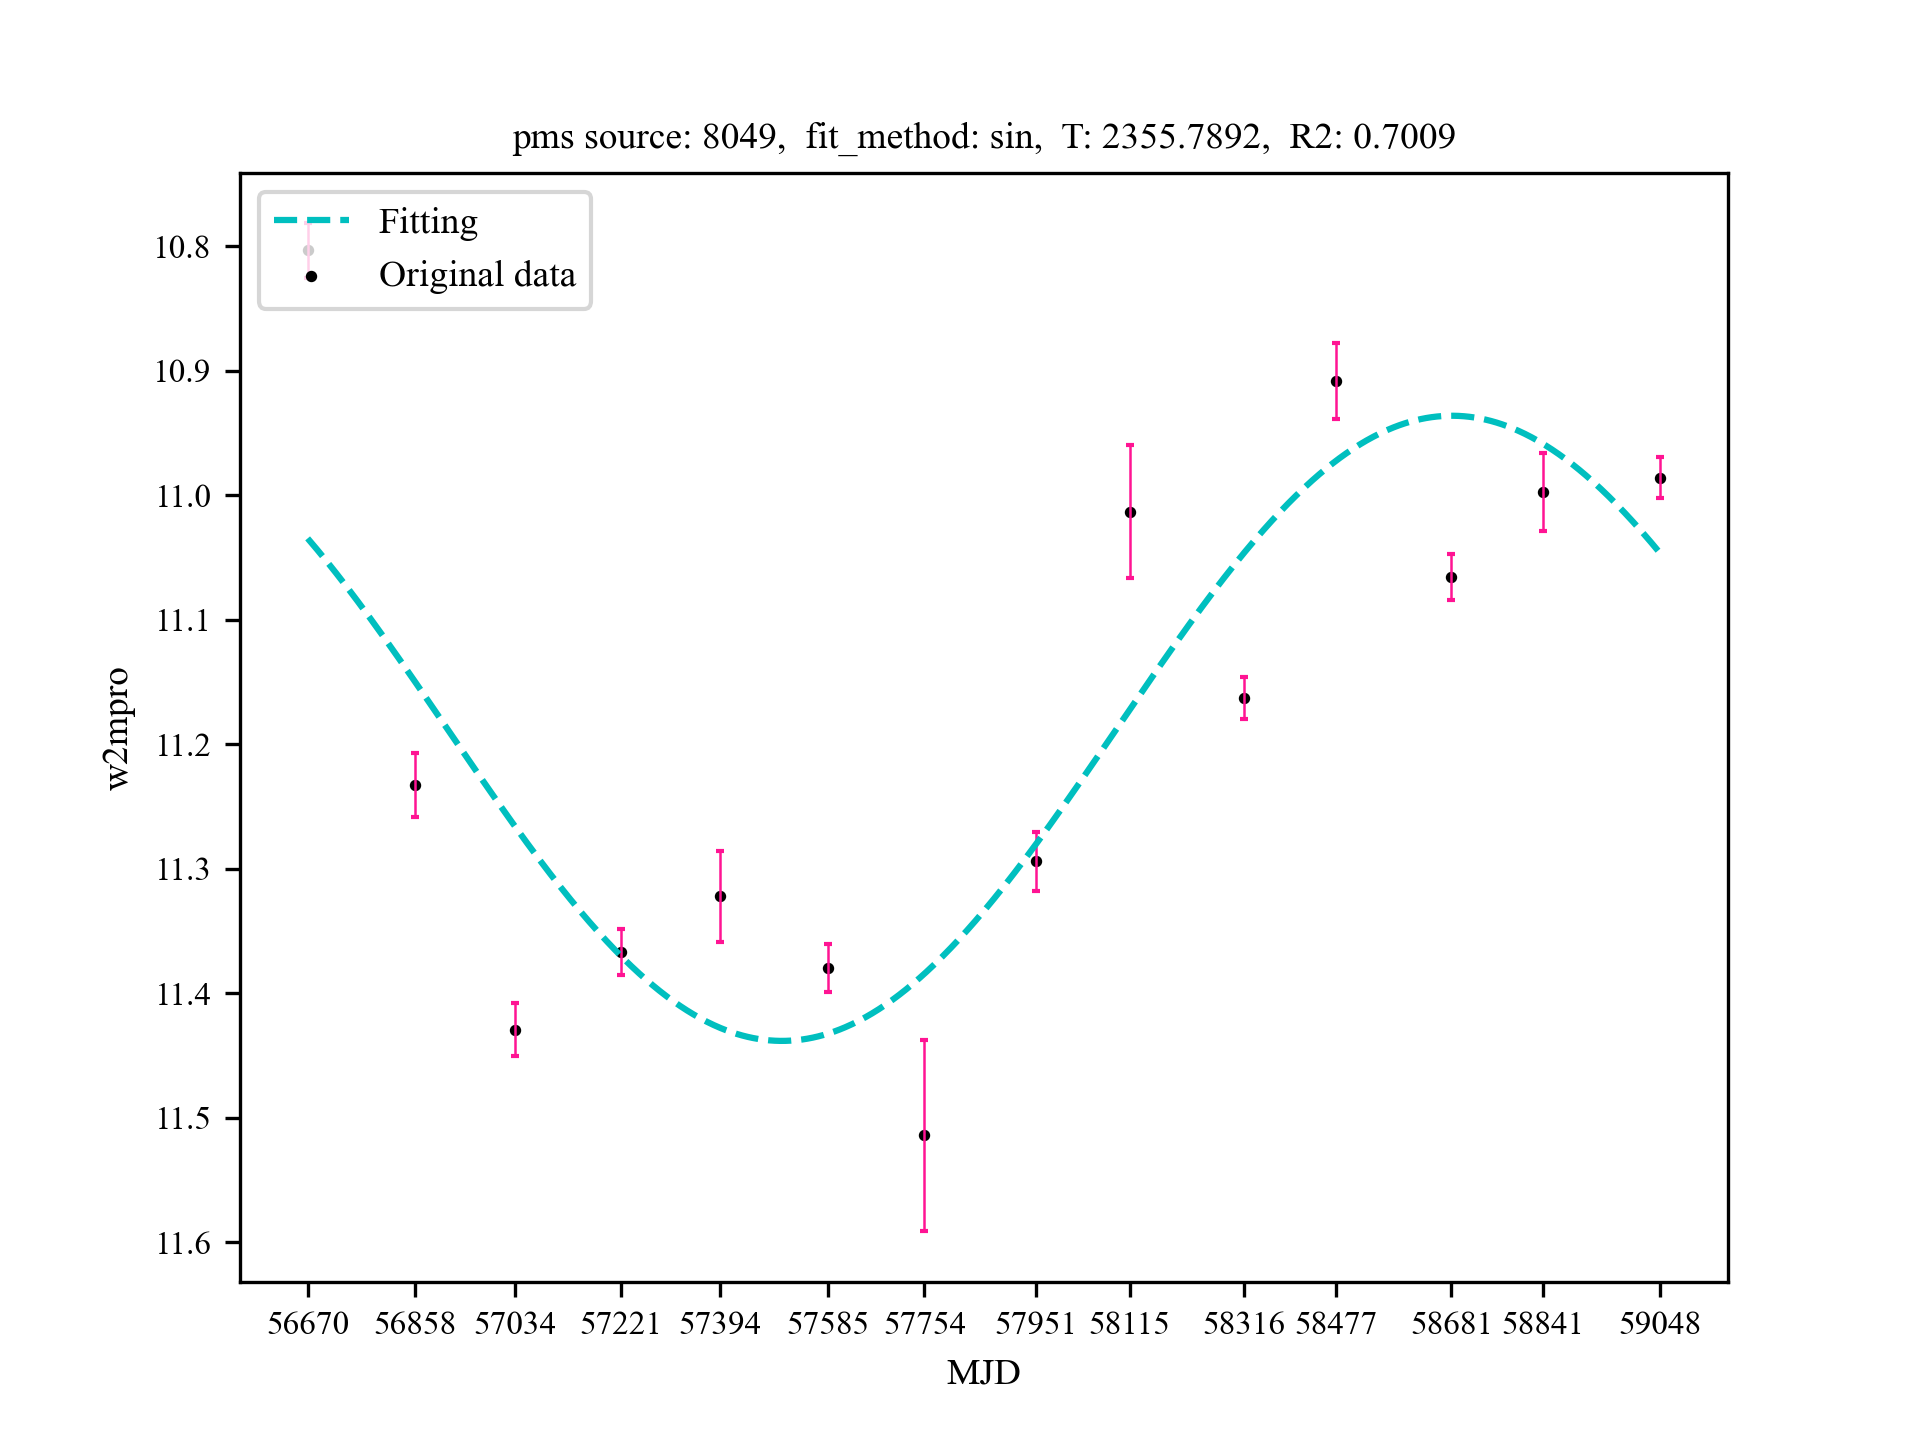 pms source: 8049, fit_method: sin, T: 2355.7892, R2: 0.7009
Fitting
Original data
10.8
10.9
11.0
11.1
11.2
11.3
11.4
11.5
11.6
w2mpro
56670 56858 57034 57221 57394 57585 57754 57951 58115 58316 58477 58681 58841 59048
MJD